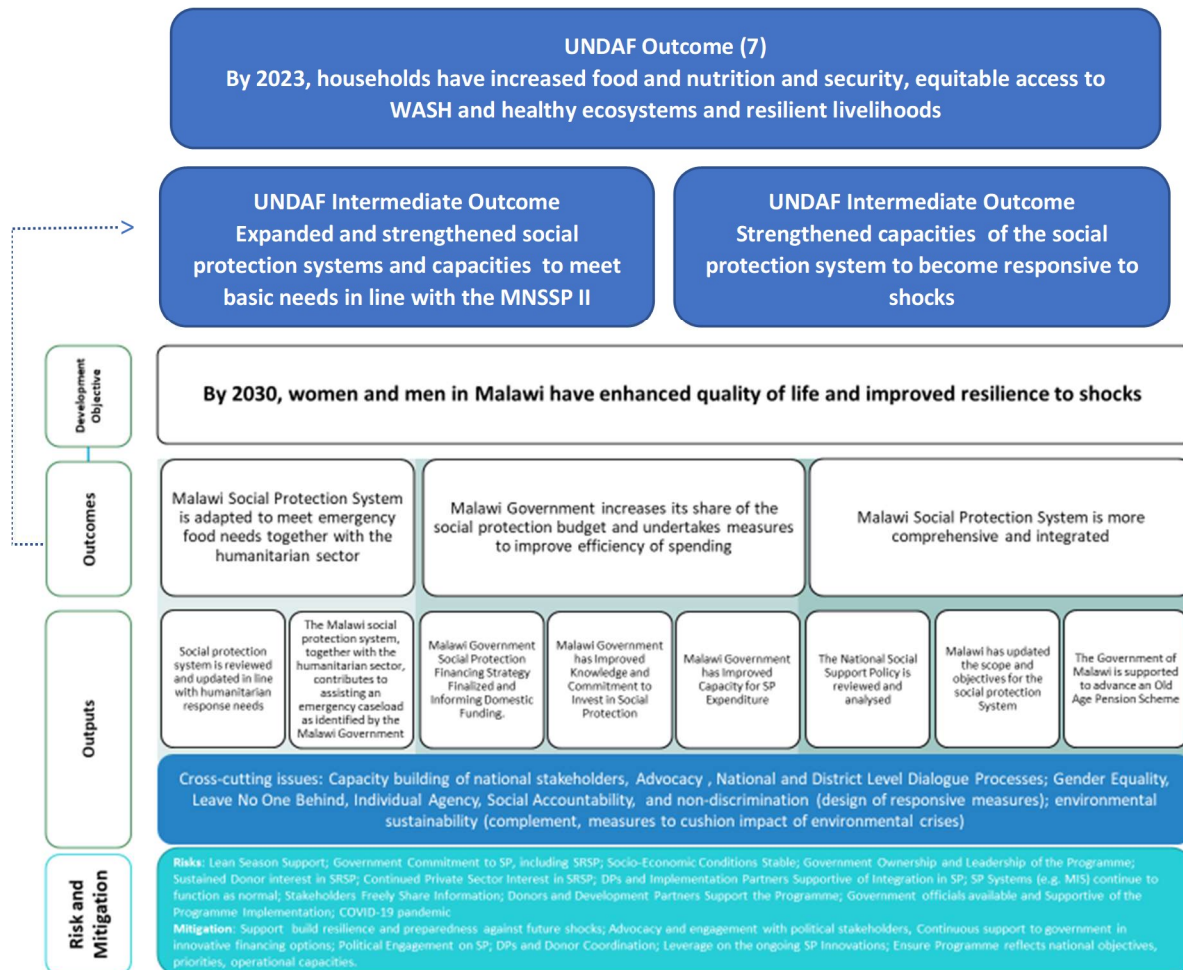 UNDAF Outcome (7)
By 2023, households have increased food and nutrition and security, equitable access to
WASH and healthy ecosystems and resilient livelihoods
UNDAF Intermediate Outcome
Expanded and strengthened social
protection systems and capacities to meet
basic needs in line with the MNSSP II
UNDAF Intermediate Outcome
Strengthened capacities of the social
protection system to become responsive to
shocks
Development
Objective
By 2030, women and men in Malawi have enhanced quality of life and improved resilience to shocks
Outcomes
Malawi Social Protection System
is adapted to meet emergency
food needs together with the
humanitarian sector
Malawi Government increases its share of the
social protection budget and undertakes measures
to improve efficiency of spending
Malawi Social Protection System is more
comprehensive and integrated
Outputs
Social protection
system is reviewed
and updated in line
with humanitarian
response needs
The Malawi social
protection system,
together with the
humanitarian sector,
contributes to
assisting an
emergency caseload
as identified by the
Malawi Government
Malawi Government
Social Protection
Financing Strategy
Finalized and
Informing Domestic
Funding.
Malawi Government
has Improved
Knowledge and
Commitment to
Invest in Social
Protection
Malawi Government
has Improved
Capacity for SP
Expenditure
The National Social
Support Policy is
reviewed and
analysed
Malawi has updated
the scope and
objectives for the
social protection
System
The Government of
Malawi is supported
to advance an Old
Age Pension Scheme
Cross-cutting issues: Capacity building of national stakeholders, Advocacy , National and District Level Dialogue Processes; Gender Equality,
Leave No One Behind, Individual Agency, Social Accountability, and non-discrimination (design of responsive measures); environmental
sustainability (complement, measures to cushion impact of environmental crises)
Risk and
Mitigation
Risks: Lean Season Support; Government Commitment to SP, including SRSP; Socio-Economic Conditions Stable; Government Ownership and Leadership of the Programme;
Sustained Donor interest in SRSP; Continued Private Sector Interest in SRSP; DPs and Implementation Partners Supportive of Integration in SP; SP Systems (e.g. MIS) continue to
function as normal; Stakeholders Freely Share Information; Donors and Development Partners Support the Programme; Government officials available and Supportive of the
Programme Implementation; COVID-19 pandemic
Mitigation: Support build resilience and preparedness against future shocks; Advocacy and engagement with political stakeholders, Continuous support to government in
innovative financing options; Political Engagement on SP; DPs and Donor Coordination; Leverage on the ongoing SP Innovations; Ensure Programme reflects national objectives,
priorities, operational capacities.